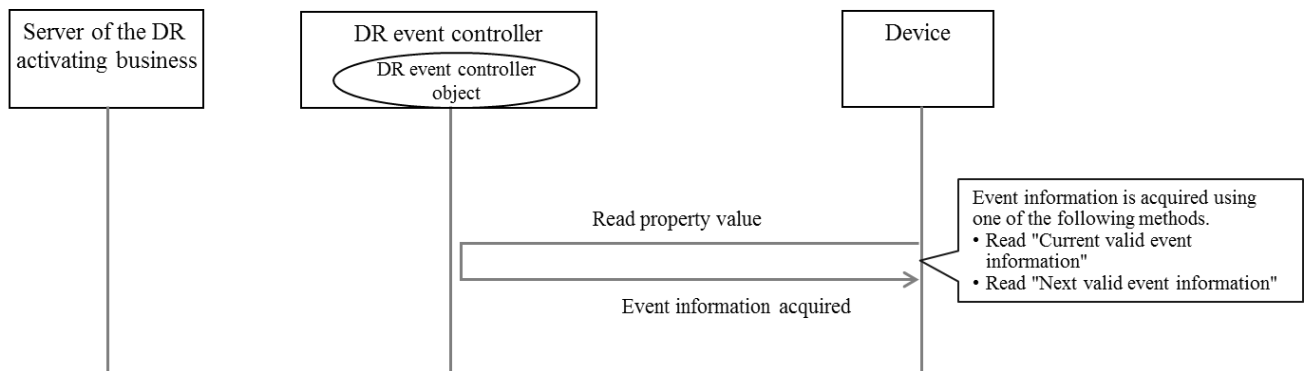 Server of the DR
activating business
DR event controller
DR event controller
object
Device
Read property value
Event information acquired
Event information is acquired using
one of the following methods.
• Read "Current valid event
information"
• Read "Next valid event information"